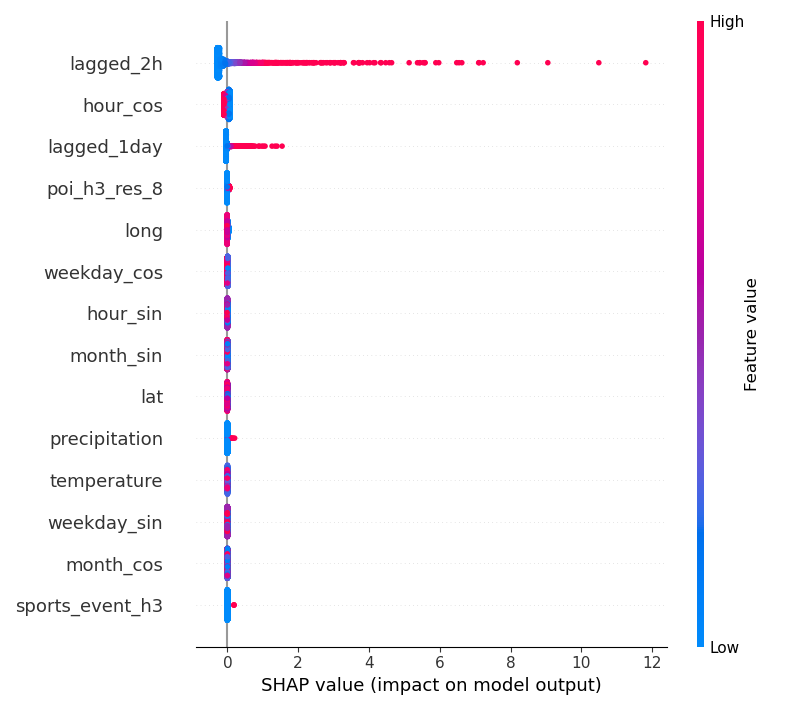 High
lagged_2h
hour_cos
lagged_1day
poi_h3_res_8
long
weekday_cos
hour_sin
month_sin
lat
precipitation
temperature
weekday_sin
month_cos
sports_event_h3
Feature value
Low
0 2 4 6 8 10 12
SHAP value (impact on model output)